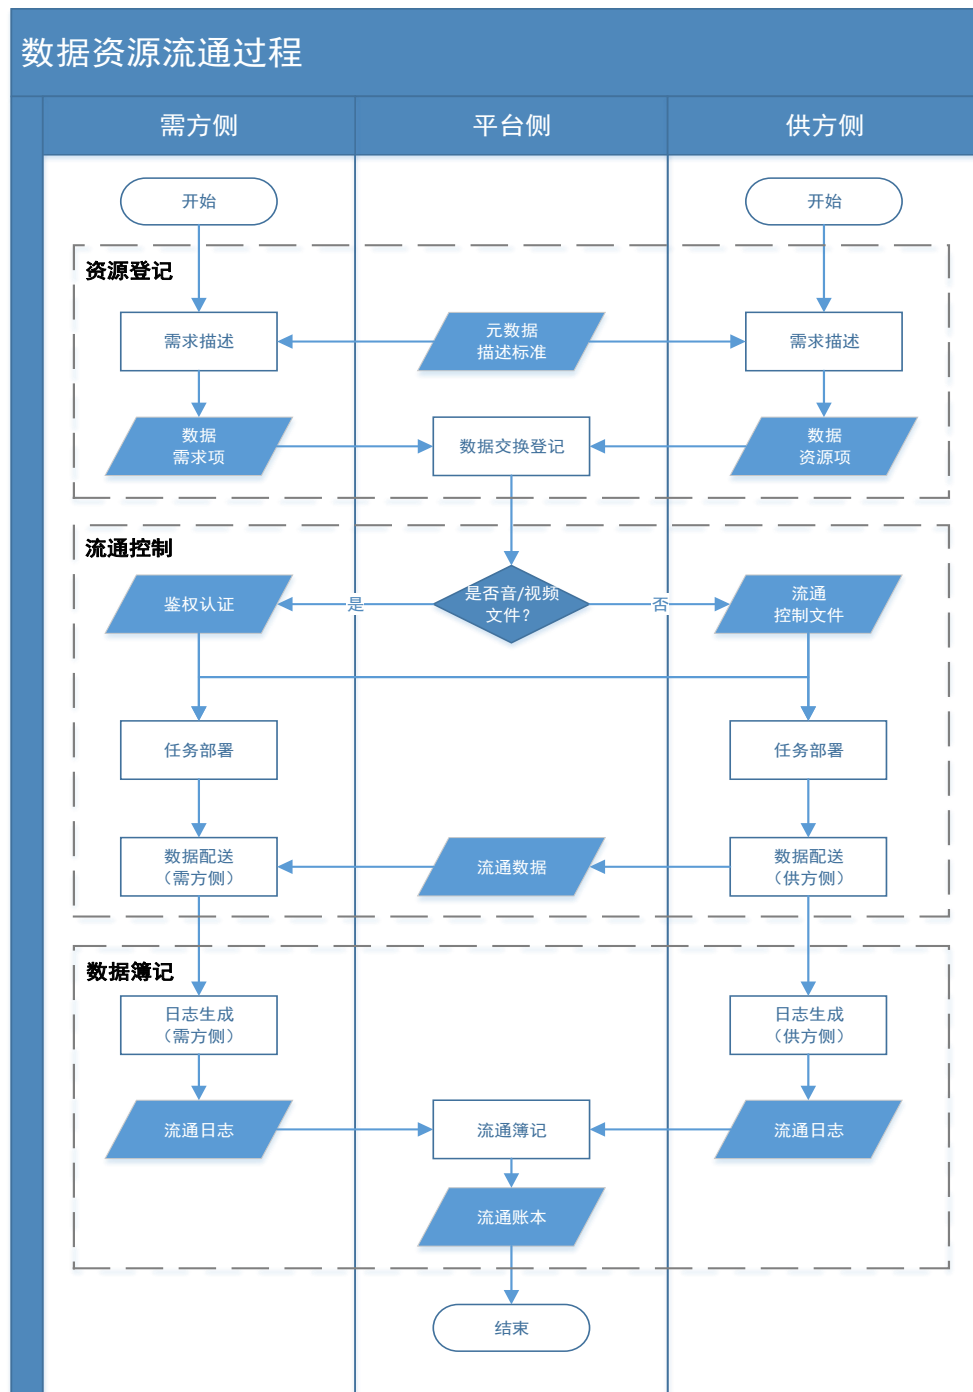 数据资源流通过程
需方侧
平台侧
供方侧
开始
开始
资源登记
需求描述
元数据
描述标准
需求描述
数据
需求项
数据交换登记
数据
资源项
流通控制
鉴权认证
是
是否音/视频
文件?
否
流通
控制文件
任务部署
任务部署
数据配送
（需方侧）
流通数据
数据配送
（供方侧）
数据簿记
日志生成
（需方侧）
日志生成
（供方侧）
流通日志
流通簿记
流通日志
流通账本
结束